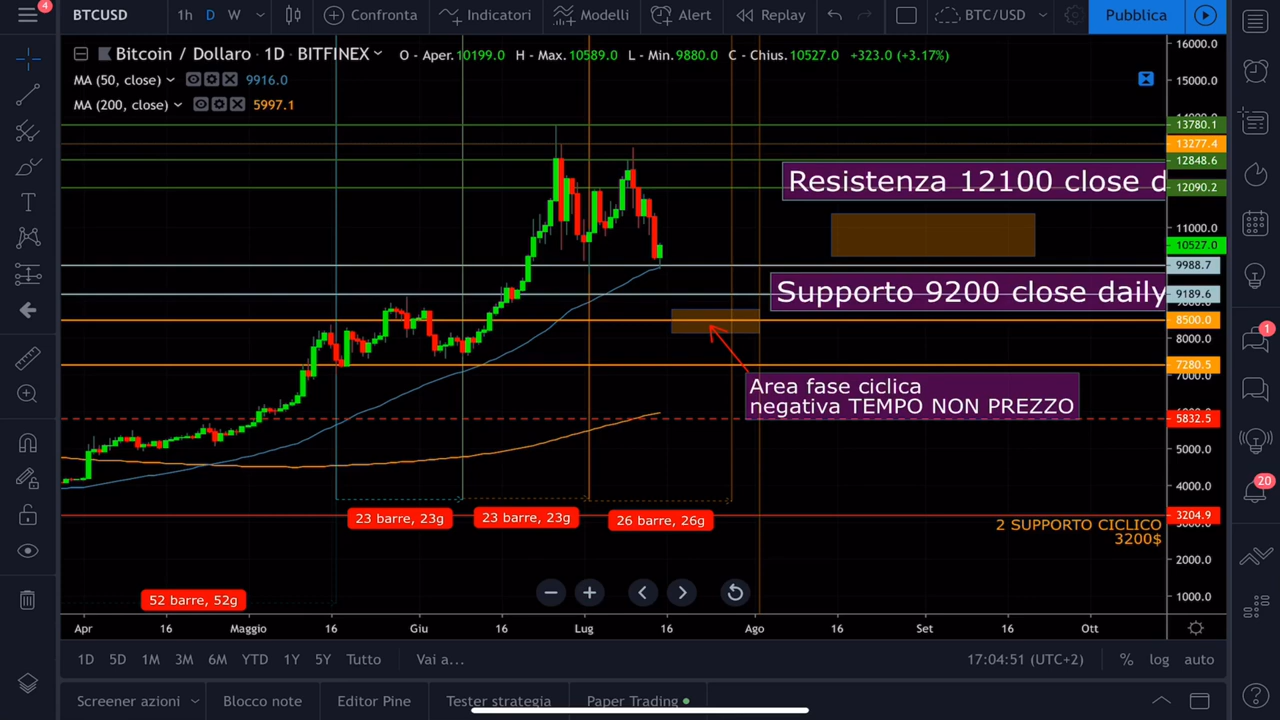 4
BTCUSD
1h D W
Confronta
Indicatori
Modelli
Alert
Replay
BTC/USD
Pubblica
Bitcoin / Dollaro · 1D · BITFINEX
O - Aper.10199.0 H - Max.10589.0 L - Min.9880.0 C - Chius.10527.0 +323.0 (+3.17%)
MA (50, close) 9916.0
MA (200, close) 5997.1
16000.0
15000.0
13780.1
13277.4
12848.6
12090.2
11000.0
10527.0
9988.7
9189.6
8500.0
8000.0
7280.5
7000.0
5832.5
5000.0
4000.0
3204.9
2000.0
1000.0
Resistenza 12100 close d
Supporto 9200 close daily
Area fase ciclica
negativa TEMPO NON PREZZO
23 barre, 23g
23 barre, 23g
26 barre, 26g
52 barre, 52g
2 SUPPORTO CICLICO
3200$
Apr 16 Maggio 16 Giu 16 Lug 16 Ago 16 Set 16 Ott
1D 5D 1M 3M 6M YTD 1Y 5Y Tutto Vai a...
17:04:51 (UTC+2) % log auto
Screener azioni
Blocco note
Editor Pine
Tester strategia
Paper Trading
1
20